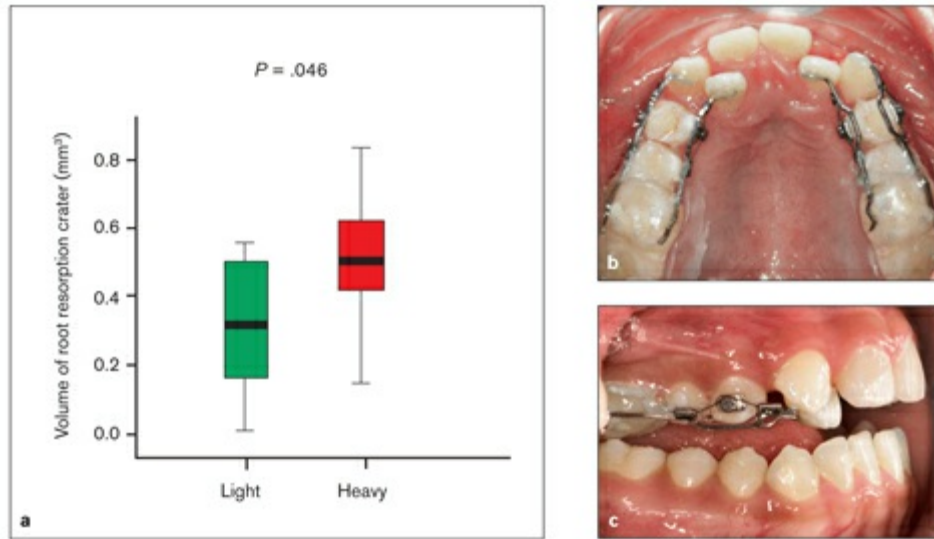 P = .046
Volume of root resorption crater (mm³)
0.8
0.6
0.4
0.2
0.0
Light Heavy
a
b
c